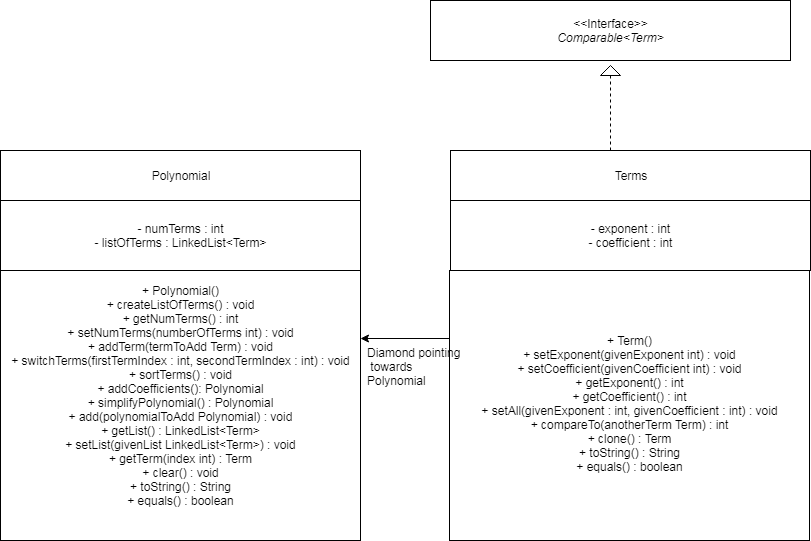 <<Interface>>
Comparable<Term>
Polynomial
- numTerms : int
- listOfTerms : LinkedList<Term>
+ Polynomial()
+ createListOfTerms() : void
+ getNumTerms() : int
+ setNumTerms(numberOfTerms int) : void
+ addTerm(termToAdd Term) : void
+ switchTerms(firstTermIndex : int, secondTermIndex : int) : void
+ sortTerms() : void
+ addCoefficients(): Polynomial
+ simplifyPolynomial() : Polynomial
+ add(polynomialToAdd Polynomial) : void
+ getList() : LinkedList<Term>
+ setList(givenList LinkedList<Term>) : void
+ getTerm(index int) : Term
+ clear() : void
+ toString() : String
+ equals() : boolean
Diamond pointing
towards
Polynomial
Terms
- exponent : int
- coefficient : int
+ Term()
+ setExponent(givenExponent int) : void
+ setCoefficient(givenCoefficient int) : void
+ getExponent() : int
+ getCoefficient() : int
+ setAll(givenExponent : int, givenCoefficient : int) : void
+ compareTo(anotherTerm Term) : int
+ clone() : Term
+ toString() : String
+ equals() : boolean